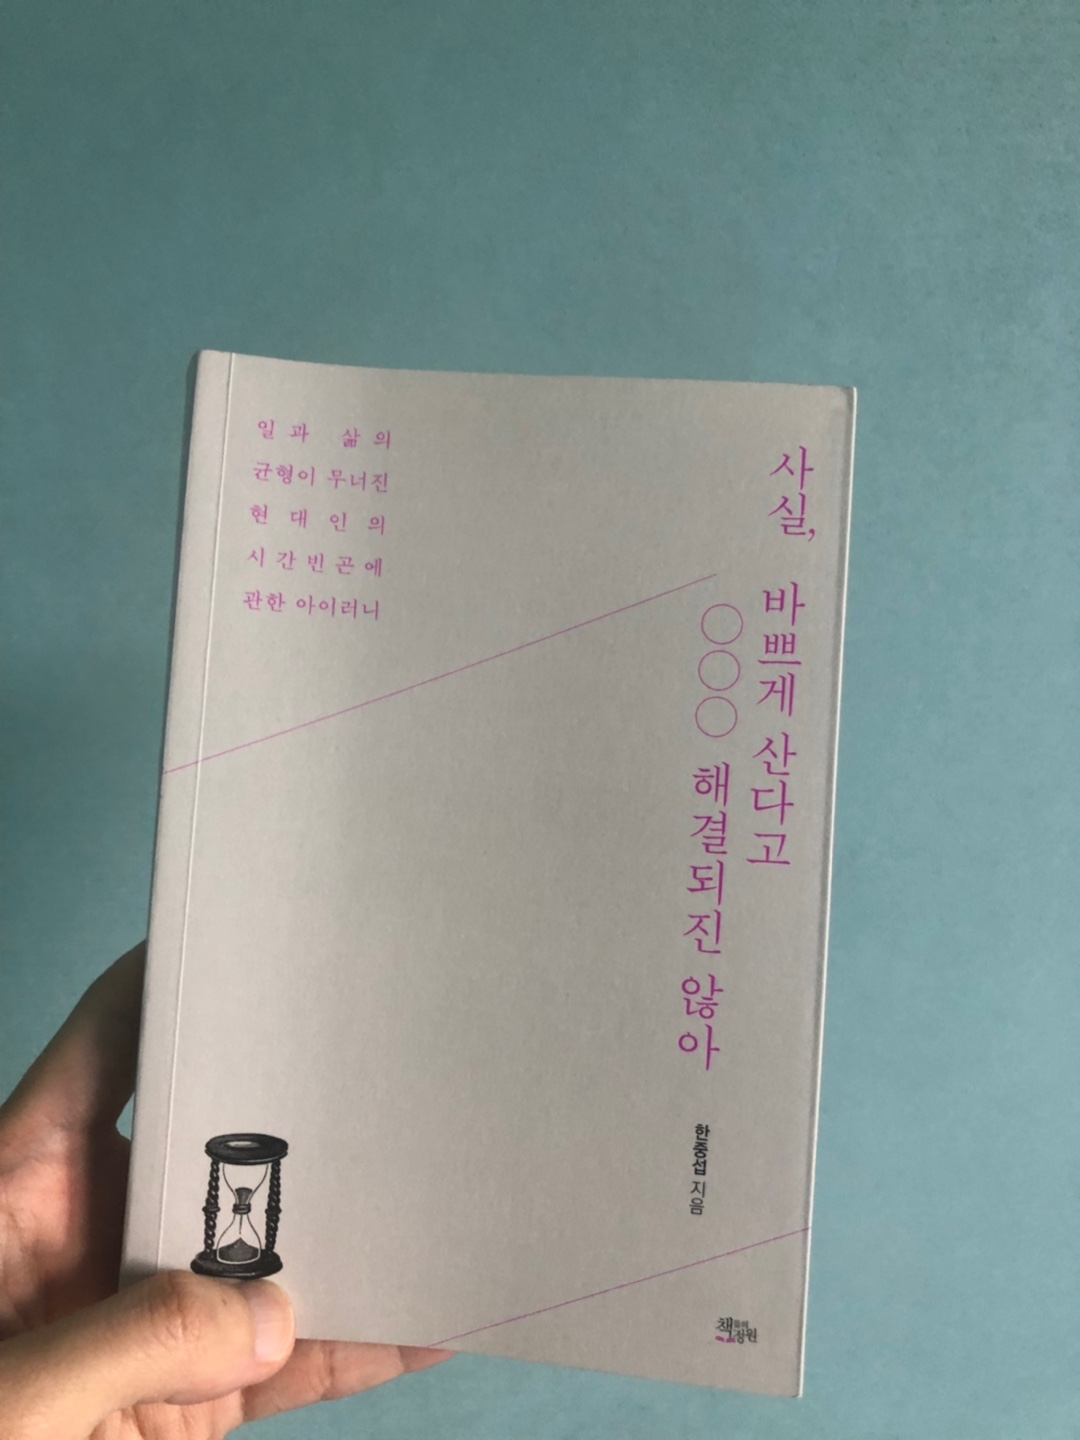 일과 삶의
균형이 무너진
현대인의
시간빈곤에
관한 아이러니
사실,
바쁘게 산다고
○○○ 해결되진 않아
한중섭 지음
책들의정원